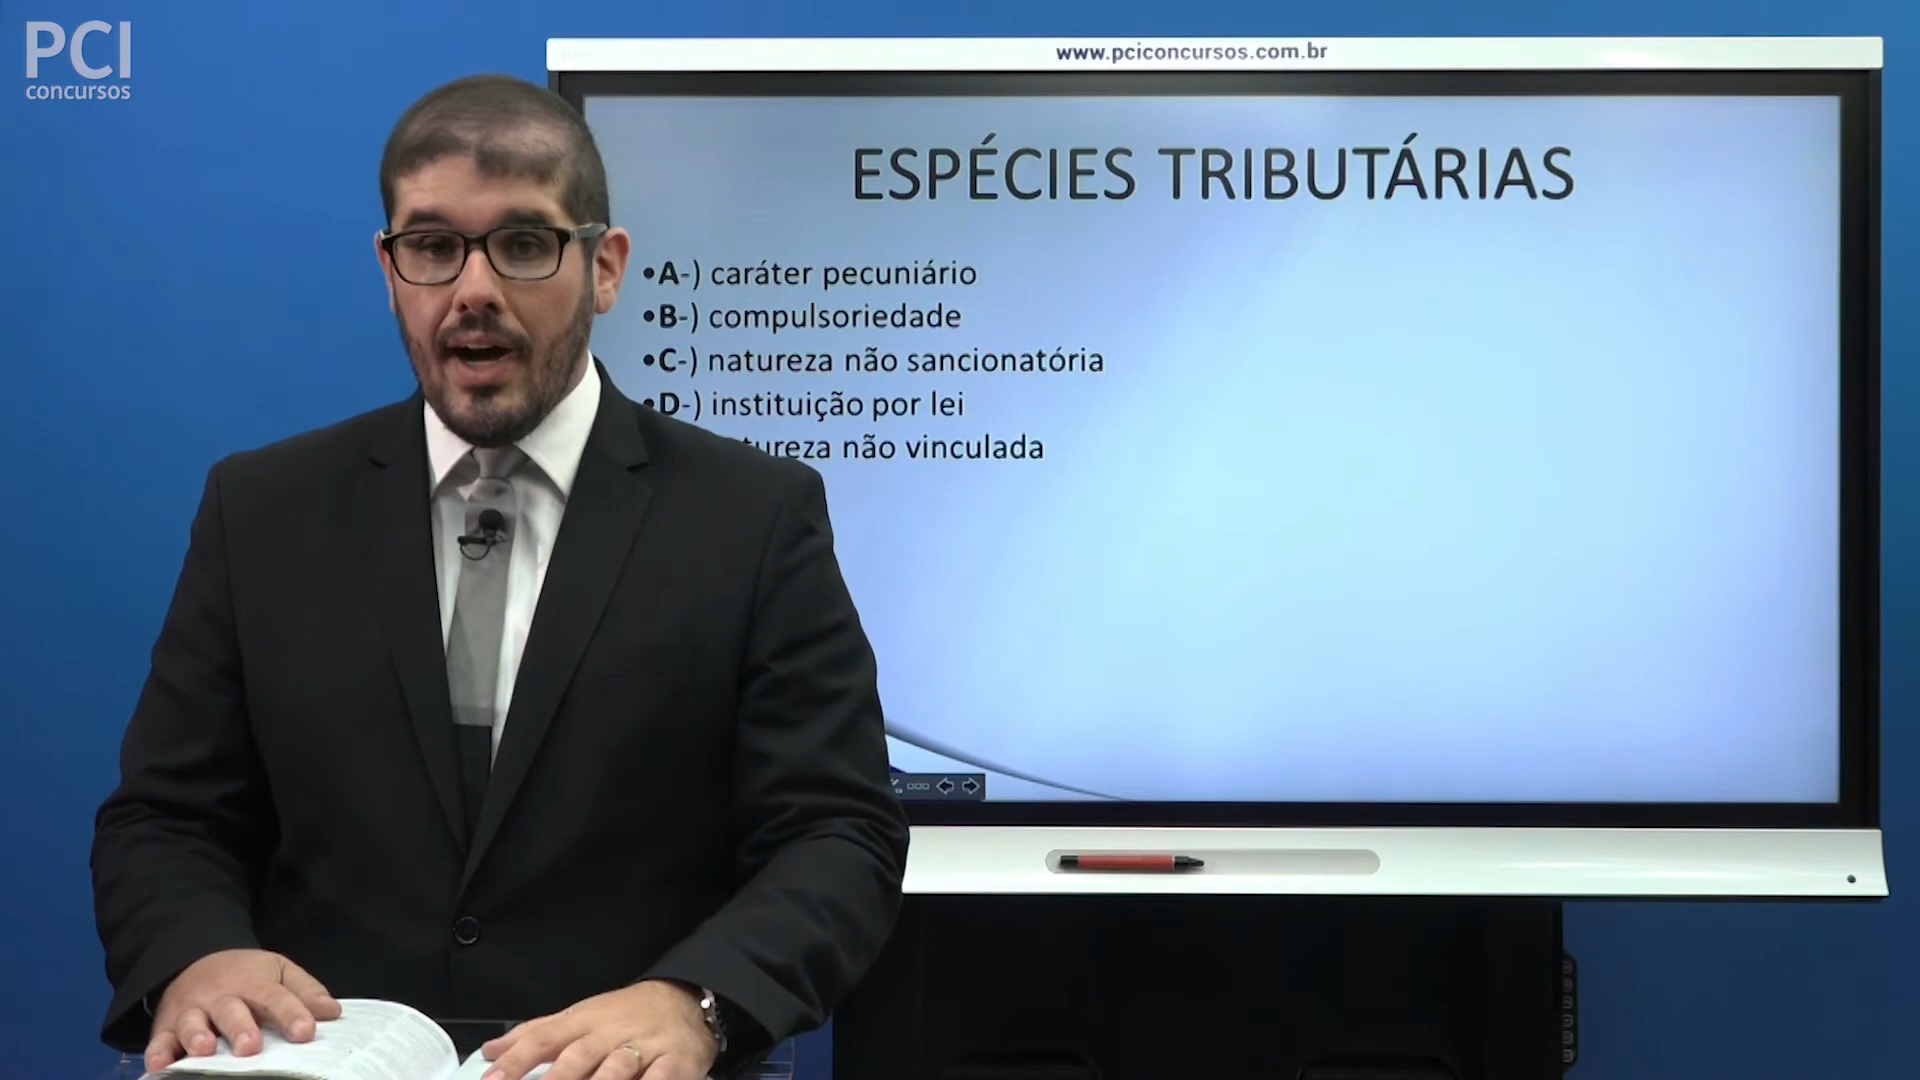 PCI
concursos
www.pciconcursos.com.br
ESPÉCIES TRIBUTÁRIAS
•A-) caráter pecuniário
•B-) compulsoriedade
•C-) natureza não sancionatória
•D-) instituição por lei
não vinculada